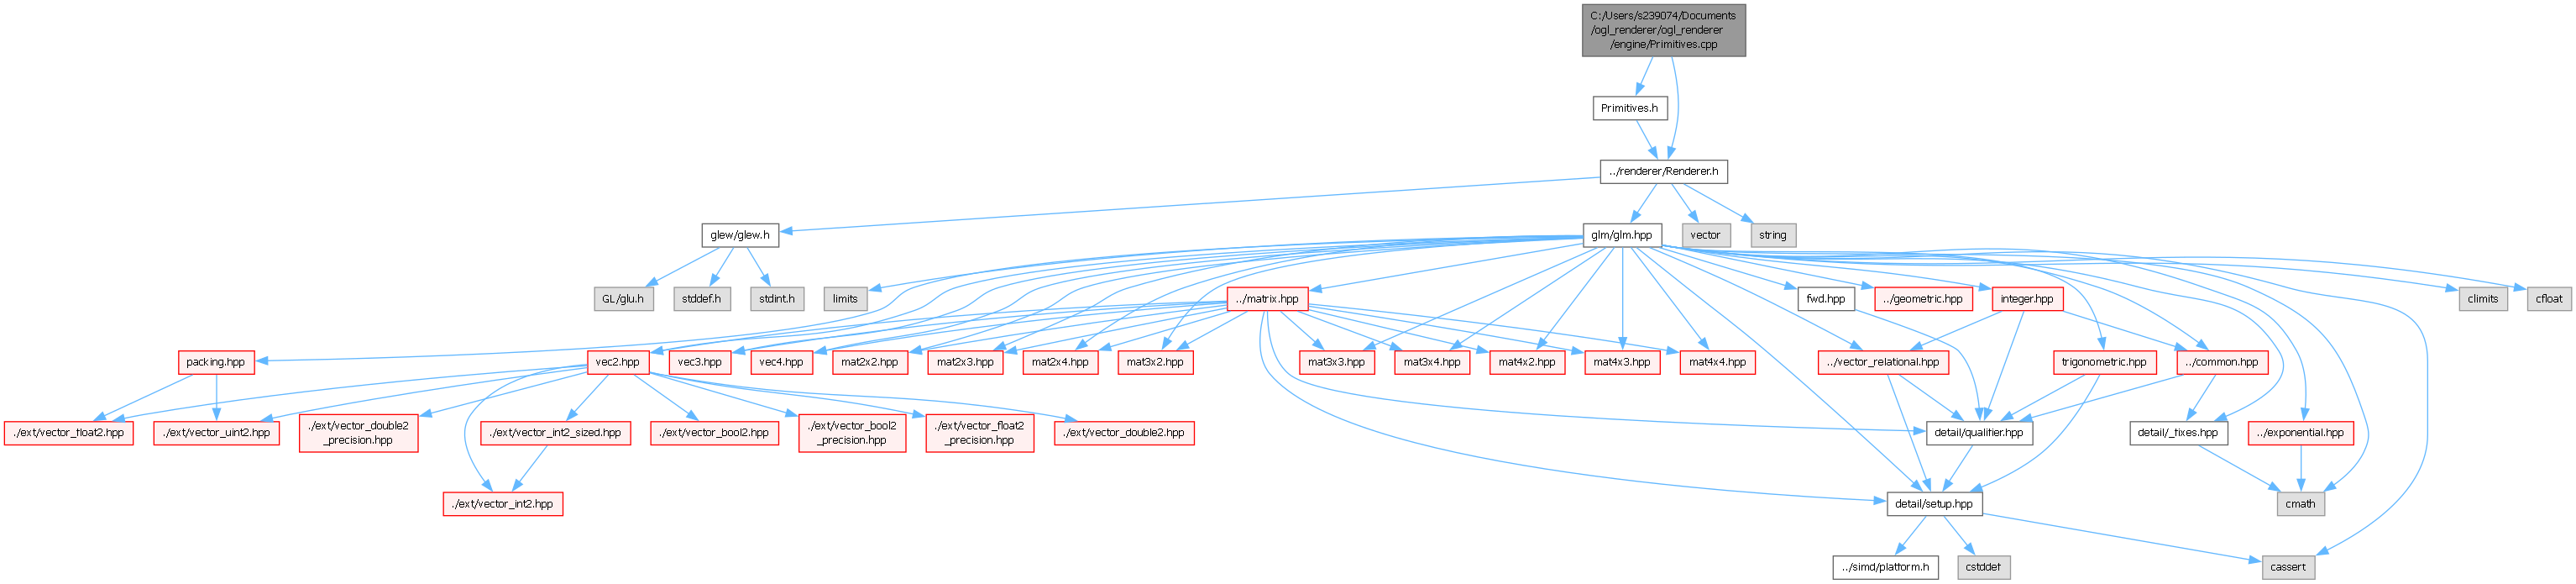 C:/Users/s239074/Documents
/ogl_renderer/ogl_renderer
/engine/Primitives.cpp
Primitives.h
../renderer/Renderer.h
glew/glew.h
glm/glm.hpp
vector
string
GL/glu.h
stddef.h
stdint.h
limits
../matrix.hpp
fwd.hpp
../geometric.hpp
integer.hpp
climits
cfloat
packing.hpp
vec2.hpp
vec3.hpp
vec4.hpp
mat2x2.hpp
mat2x3.hpp
mat2x4.hpp
mat3x2.hpp
mat3x3.hpp
mat3x4.hpp
mat4x2.hpp
mat4x3.hpp
mat4x4.hpp
../vector_relational.hpp
trigonometric.hpp
../common.hpp
./ext/vector_float2.hpp
./ext/vector_uint2.hpp
./ext/vector_double2
_precision.hpp
./ext/vector_int2_sized.hpp
./ext/vector_bool2.hpp
./ext/vector_bool2
_precision.hpp
./ext/vector_float2
_precision.hpp
./ext/vector_double2.hpp
detail/qualifier.hpp
detail/_fixes.hpp
../exponential.hpp
./ext/vector_int2.hpp
detail/setup.hpp
cmath
../simd/platform.h
cstddef
cassert